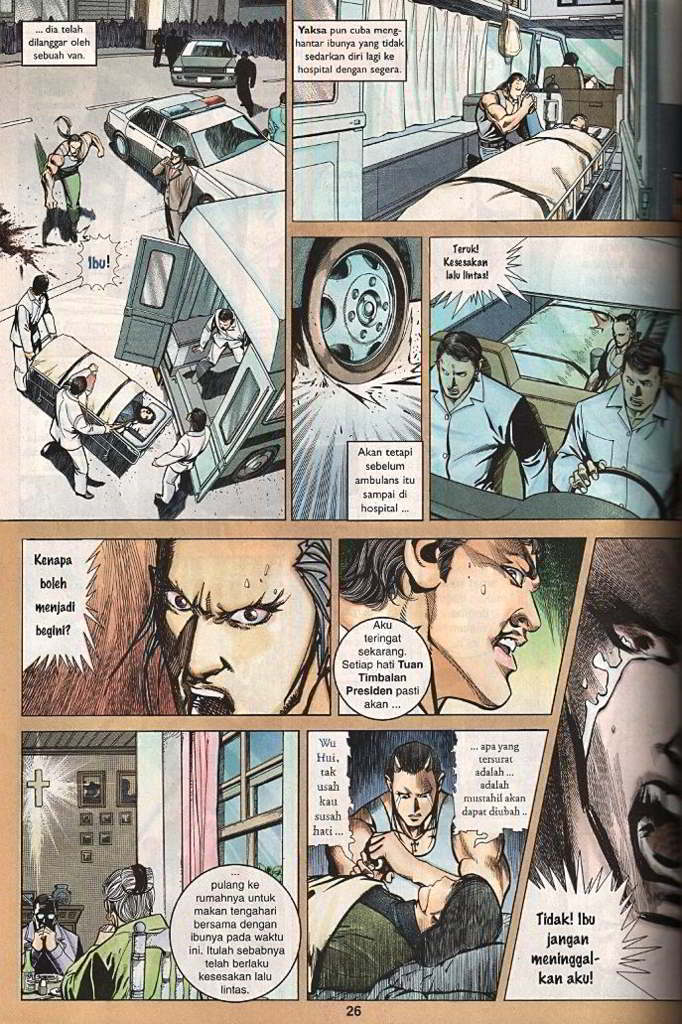 ... dia telah
dilanggar oleh
sebuah van.
Yaksa pun cuba meng-
hantar ibunya yang tidak
sedarkan diri lagi ke
hospital dengan segera.
Ibu!
Akan tetapi
sebelum
ambulans itu
sampai di
hospital ...
Teruk!
Kesesakan
lalu lintas!
Kenapa
boleh
menjadi
begini?
Aku
teringat
sekarang.
Setiap hati Tuan
Timbalan
Presiden pasti
akan ...
...
pulang ke
rumahnya untuk
makan tengahari
bersama dengan
ibunya pada waktu
ini. Itulah sebabnya
telah berlaku
kesesakan lalu
lintas.
Wu
Hui,
tak
usah
kau
susah
hati ...
... apa yang
tersurat
adalah ...
adalah
mustahil akan
dapat diubah ..
Tidak! Ibu
jangan
meninggal-
kan aku!
26